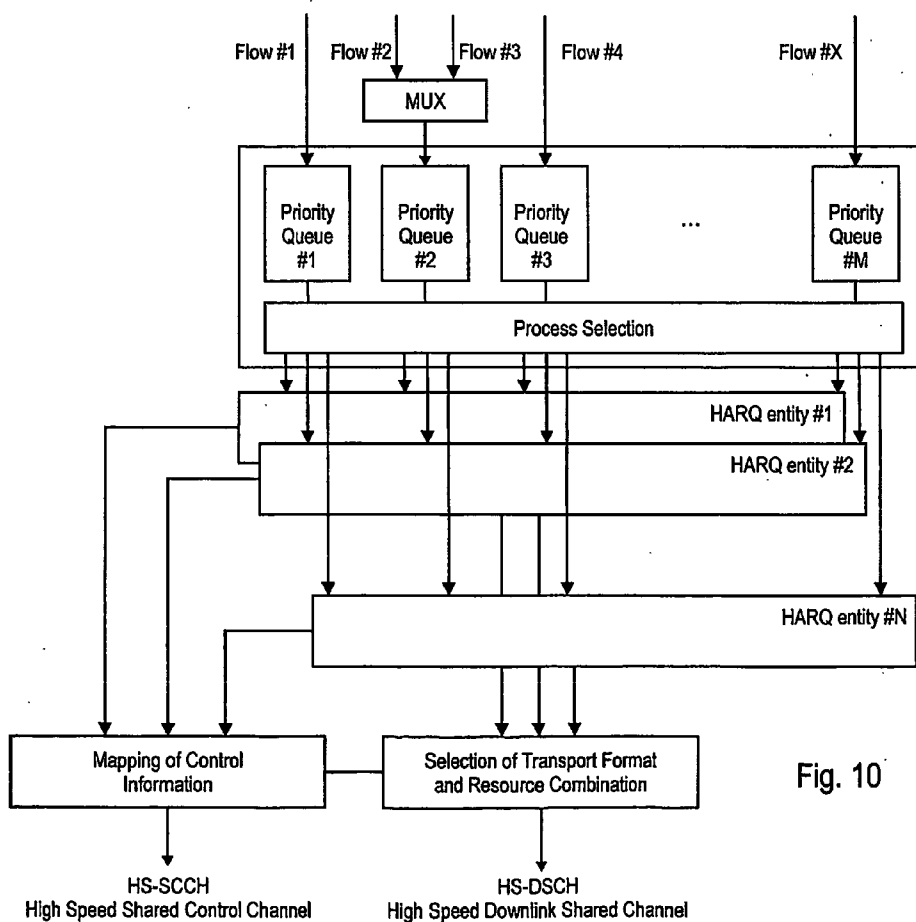 Flow #1
Flow #2
Flow #3
Flow #4
Flow #X
MUX
Priority
Queue
#1
Priority
Queue
#2
Priority
Queue
#3
...
Priority
Queue
#M
Process Selection
HARQ entity #1
HARQ entity #2
HARQ entity #N
Mapping of Control
Information
Selection of Transport Format
and Resource Combination
Fig. 10
HS-SCCH
High Speed Shared Control Channel
HS-DSCH
High Speed Downlink Shared Channel